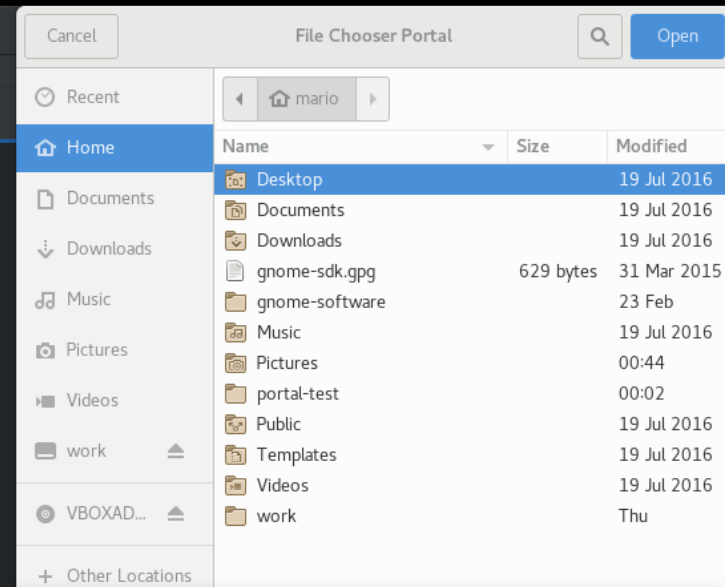 Cancel File Chooser Portal Open
Recent
Home
Documents
Downloads
Music
Pictures
Videos
work
VBOXAD...
Other Locations
mario
Name Size Modified
Desktop 19 Jul 2016
Documents 19 Jul 2016
Downloads 19 Jul 2016
gnome-sdk.gpg 629 bytes 31 Mar 2015
gnome-software 23 Feb
Music 19 Jul 2016
Pictures 00:44
portal-test 00:02
Public 19 Jul 2016
Templates 19 Jul 2016
Videos 19 Jul 2016
work Thu